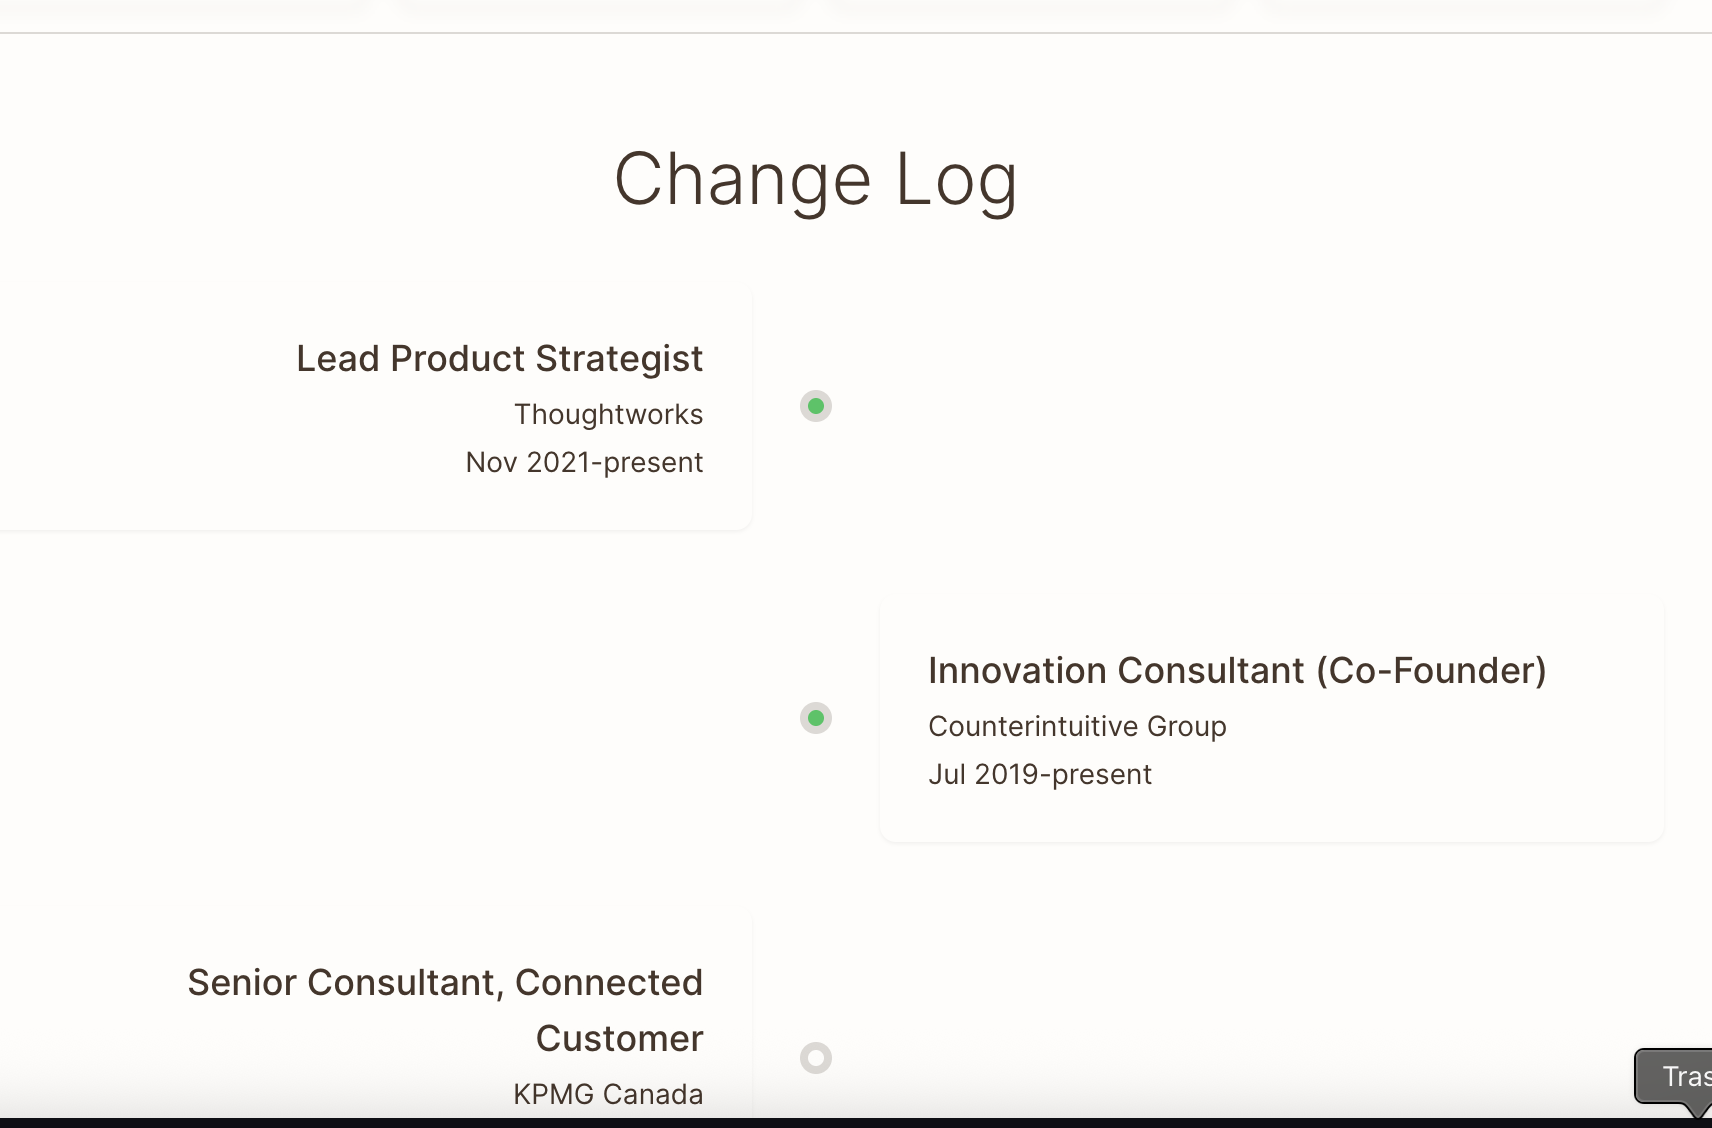 Change Log
Lead Product Strategist
Thoughtworks
Nov 2021-present
Innovation Consultant (Co-Founder)
Counterintuitive Group
Jul 2019-present
Senior Consultant, Connected
Customer
KPMG Canada